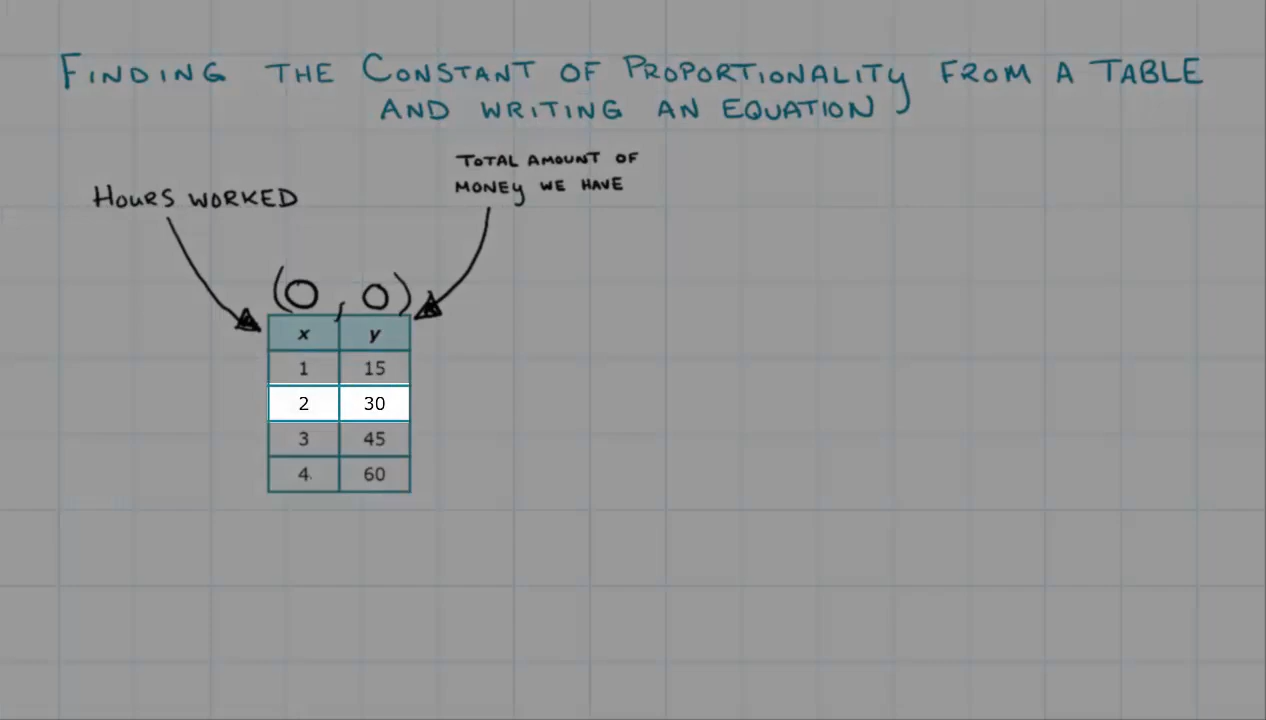 Finding the Constant of Proportionality from a Table
and writing an Equation
Total amount of
money we have
Hours worked
(0, 0)
x y
1 15
2 30
3 45
4 60